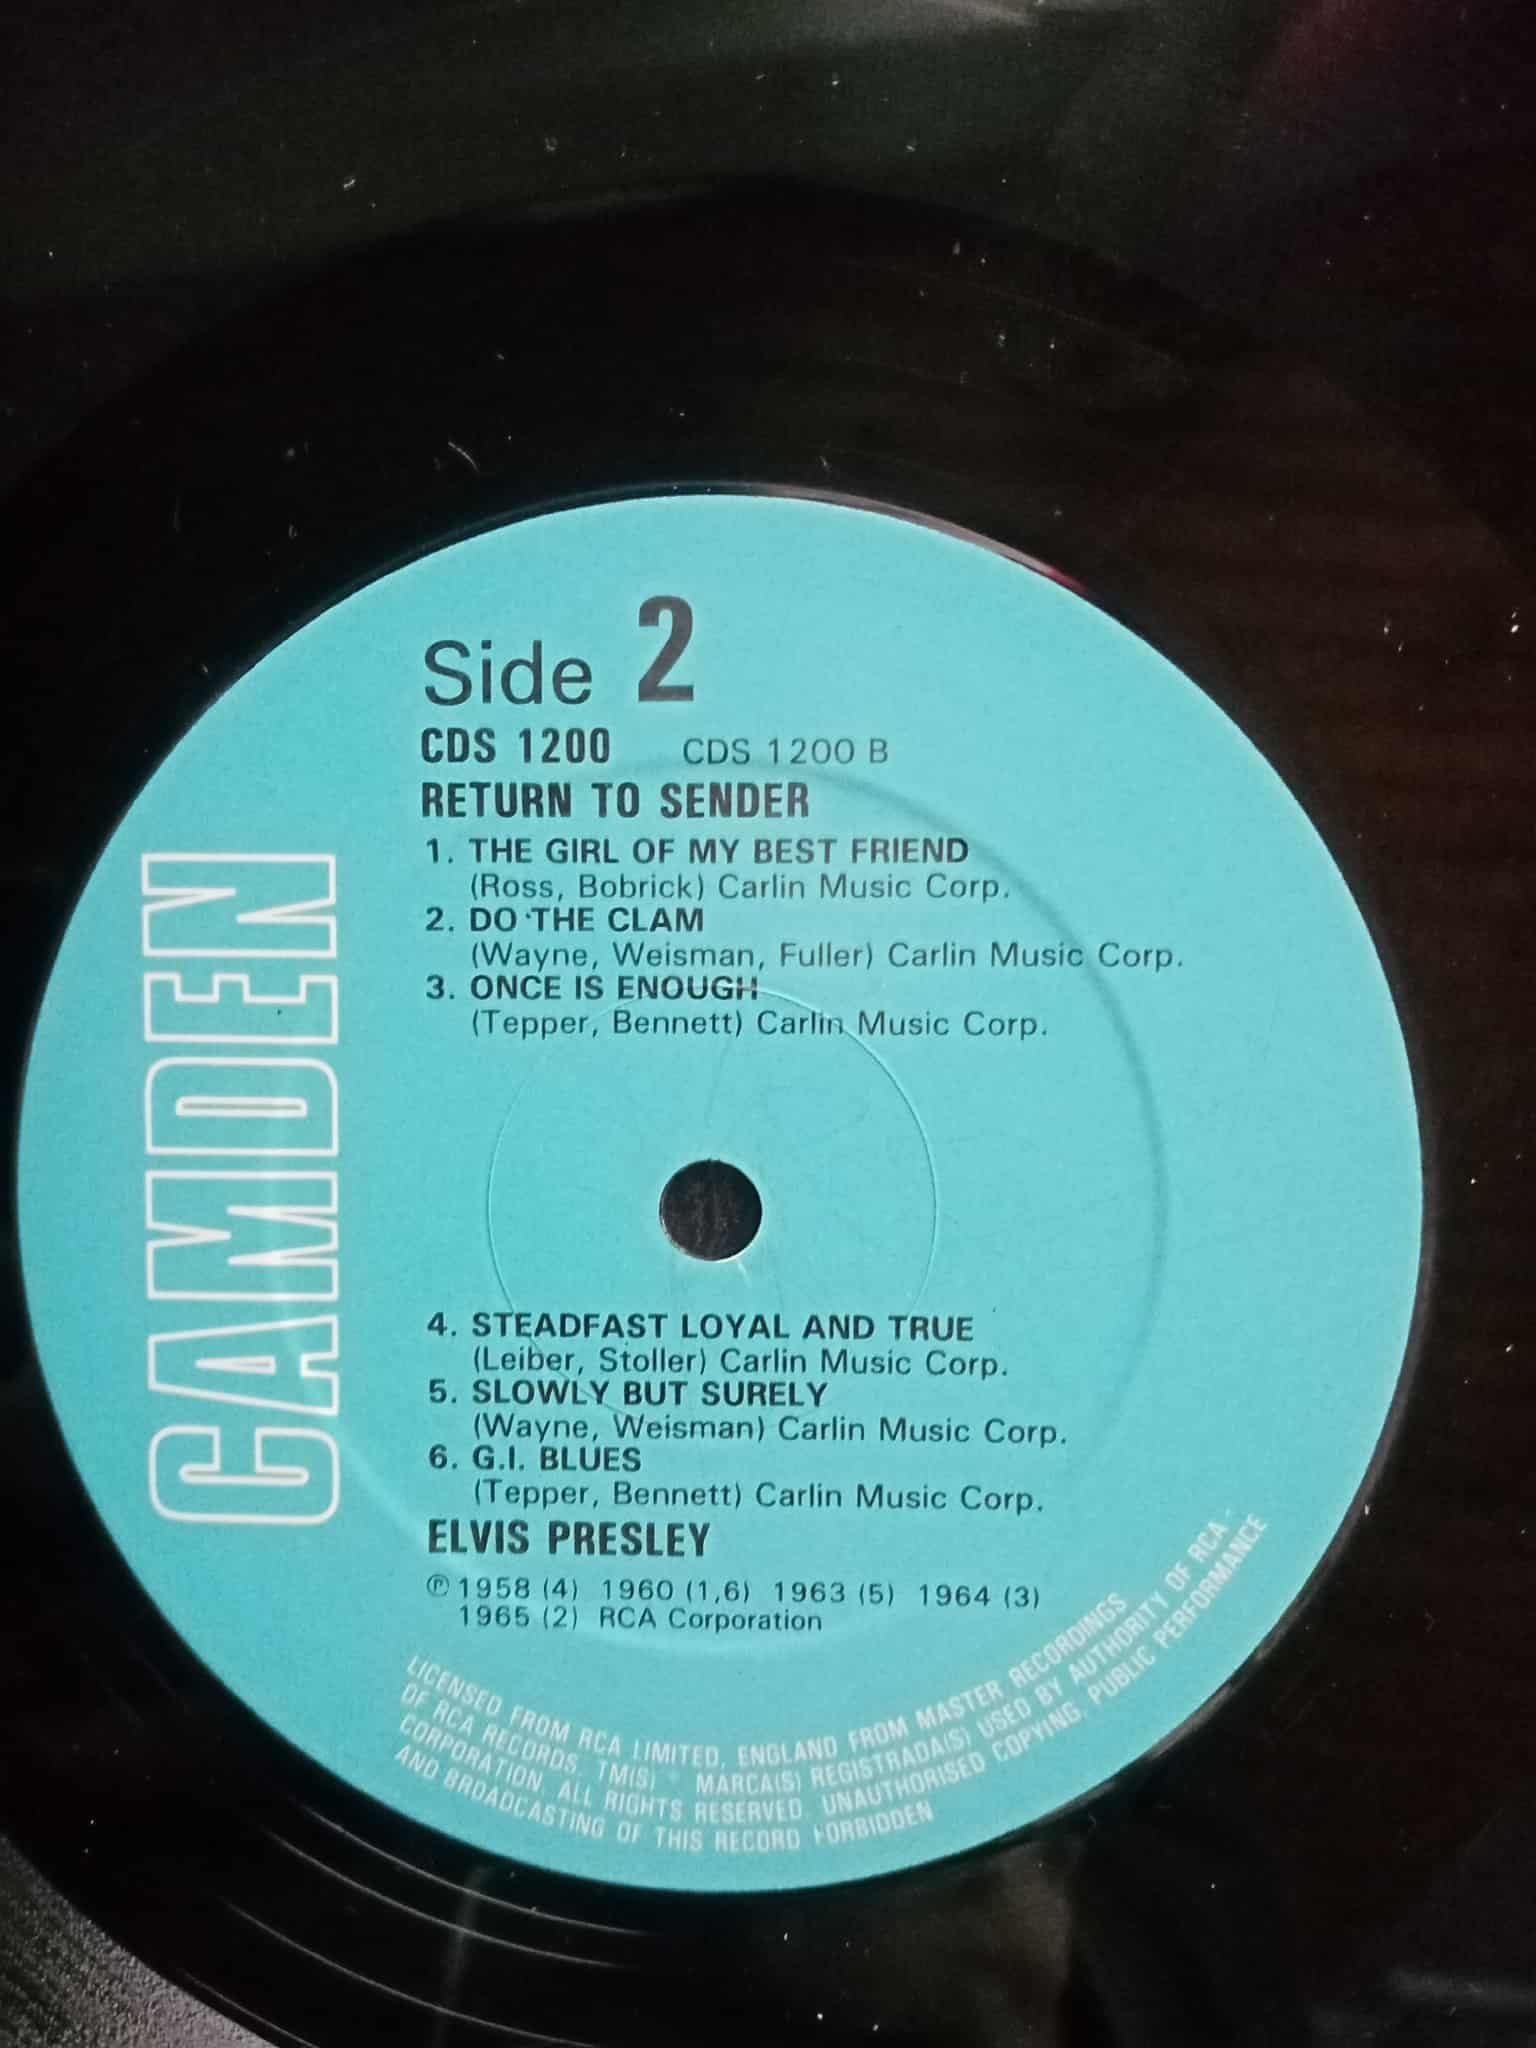 CAMDEN
Side 2
CDS 1200 CDS 1200 B
RETURN TO SENDER
1. THE GIRL OF MY BEST FRIEND
(Ross, Bobrick) Carlin Music Corp.
2. DO THE CLAM
(Wayne, Weisman, Fuller) Carlin Music Corp.
3. ONCE IS ENOUGH
(Tepper, Bennett) Carlin Music Corp.
4. STEADFAST LOYAL AND TRUE
(Leiber, Stoller) Carlin Music Corp.
5. SLOWLY BUT SURELY
(Wayne, Weisman) Carlin Music Corp.
6. G.I. BLUES
(Tepper, Bennett) Carlin Music Corp.
ELVIS PRESLEY
℗ 1958 (4) 1960 (1,6) 1963 (5) 1964 (3)
1965 (2) RCA Corporation
LICENSED FROM RCA LIMITED, ENGLAND FROM MASTER RECORDINGS
OF RCA RECORDS. TM(S) ® MARCA(S) REGISTRADA(S) USED BY AUTHORITY OF RCA -
CORPORATION. ALL RIGHTS RESERVED. UNAUTHORISED COPYING, PUBLIC PERFORMANCE
AND BROADCASTING OF THIS RECORD FORBIDDEN